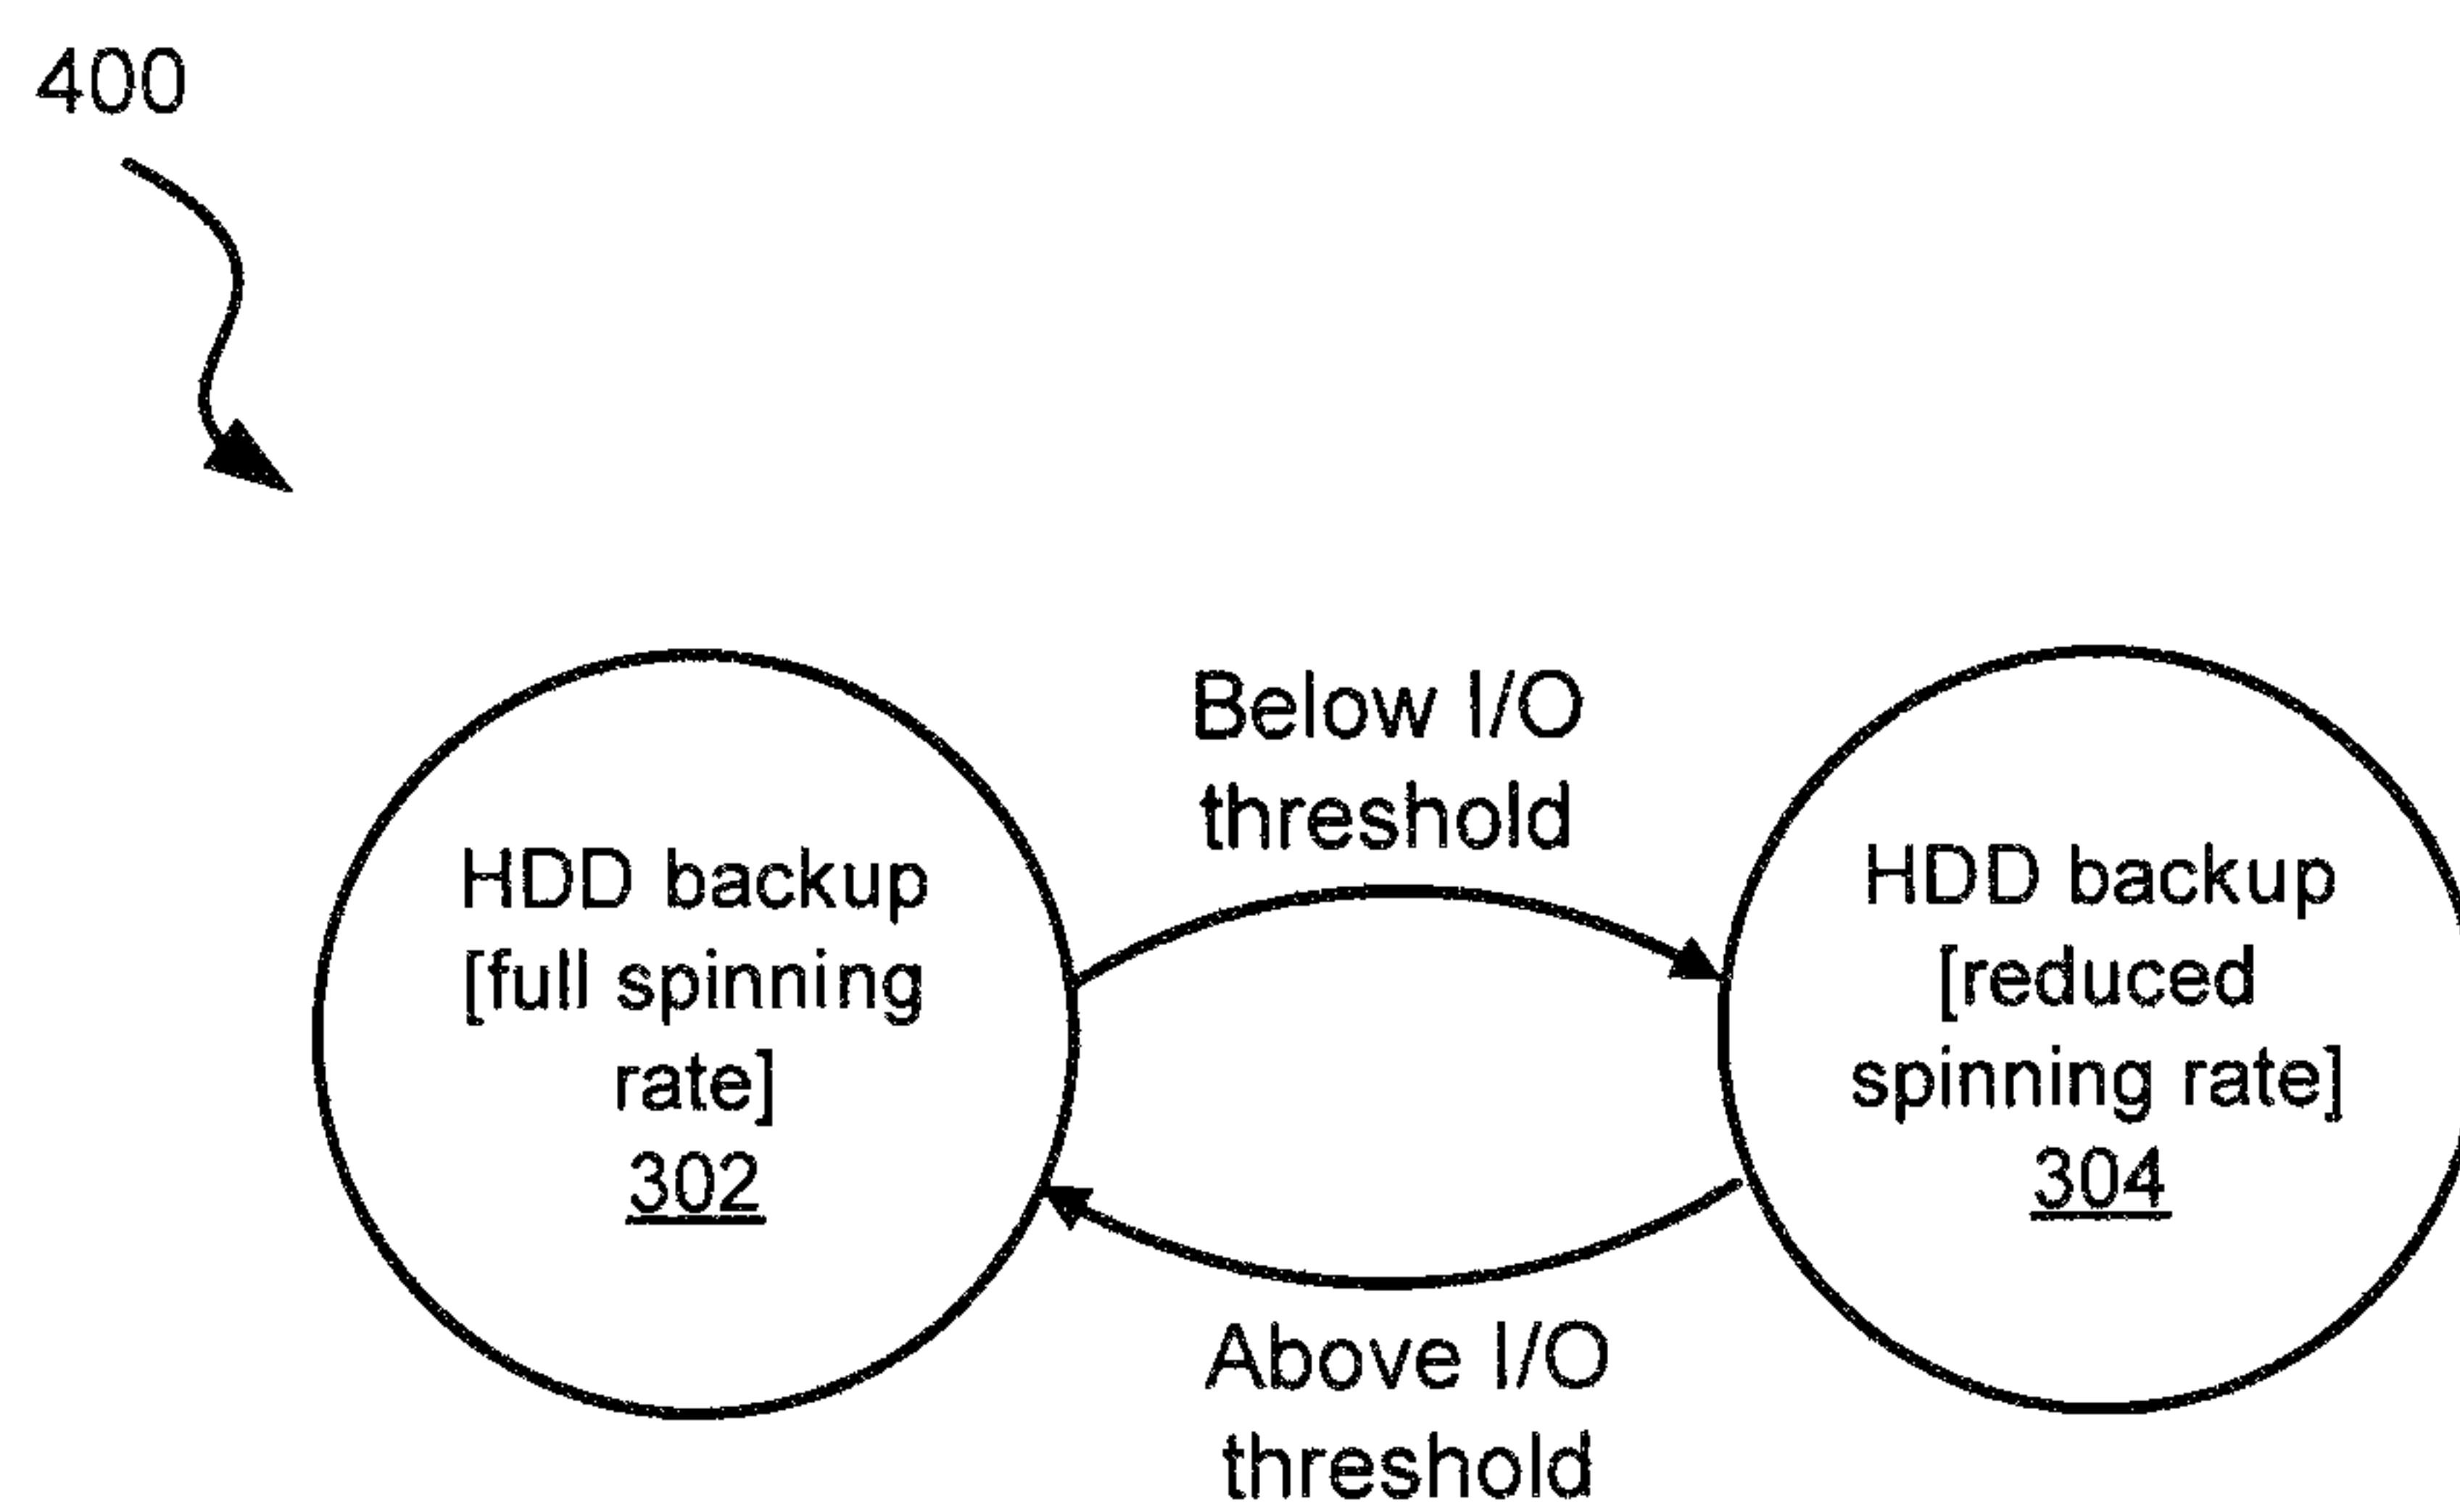 400
Below I/O
threshold
HDD backup
[full spinning
rate]
302
HDD backup
[reduced
spinning rate]
304
Above I/O
threshold